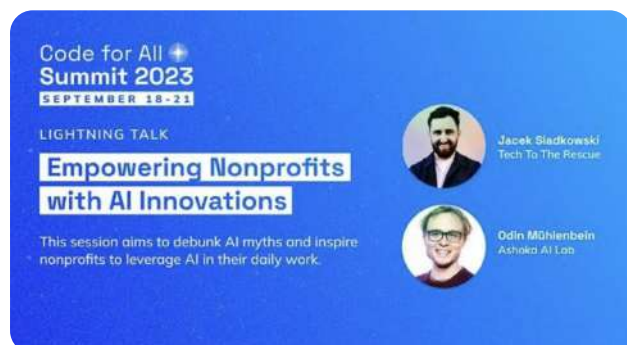 Code for All
Summit 2023
SEPTEMBER 18-21
LIGHTNING TALK
Empowering Nonprofits
with AI Innovations
This session aims to debunk AI myths and inspire
nonprofits to leverage AI in their daily work.
Jacek Siadkowski
Tech To The Rescue
Odin Mühlenbein
Ashoka AI Lab